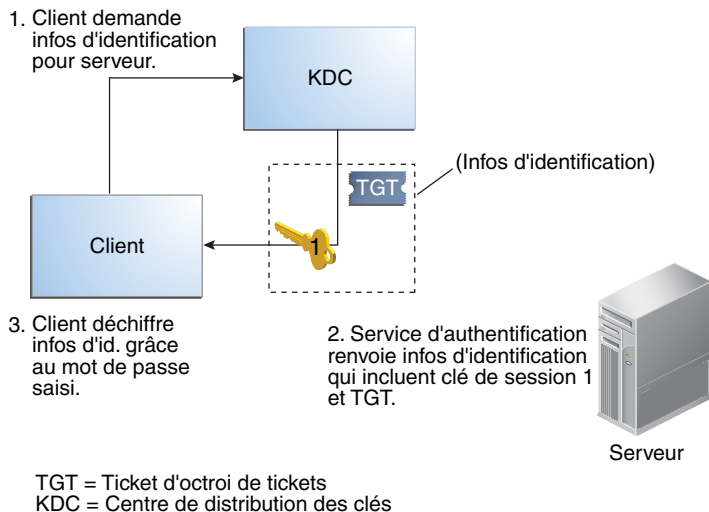 1. Client demande
infos d'identification
pour serveur.
KDC
(Infos d'identification)
TGT
Client
1
3. Client déchiffre
infos d'id. grâce
au mot de passe
saisi.
2. Service d'authentification
renvoie infos d'identification
qui incluent clé de session 1
et TGT.
Serveur
TGT = Ticket d'octroi de tickets
KDC = Centre de distribution des clés